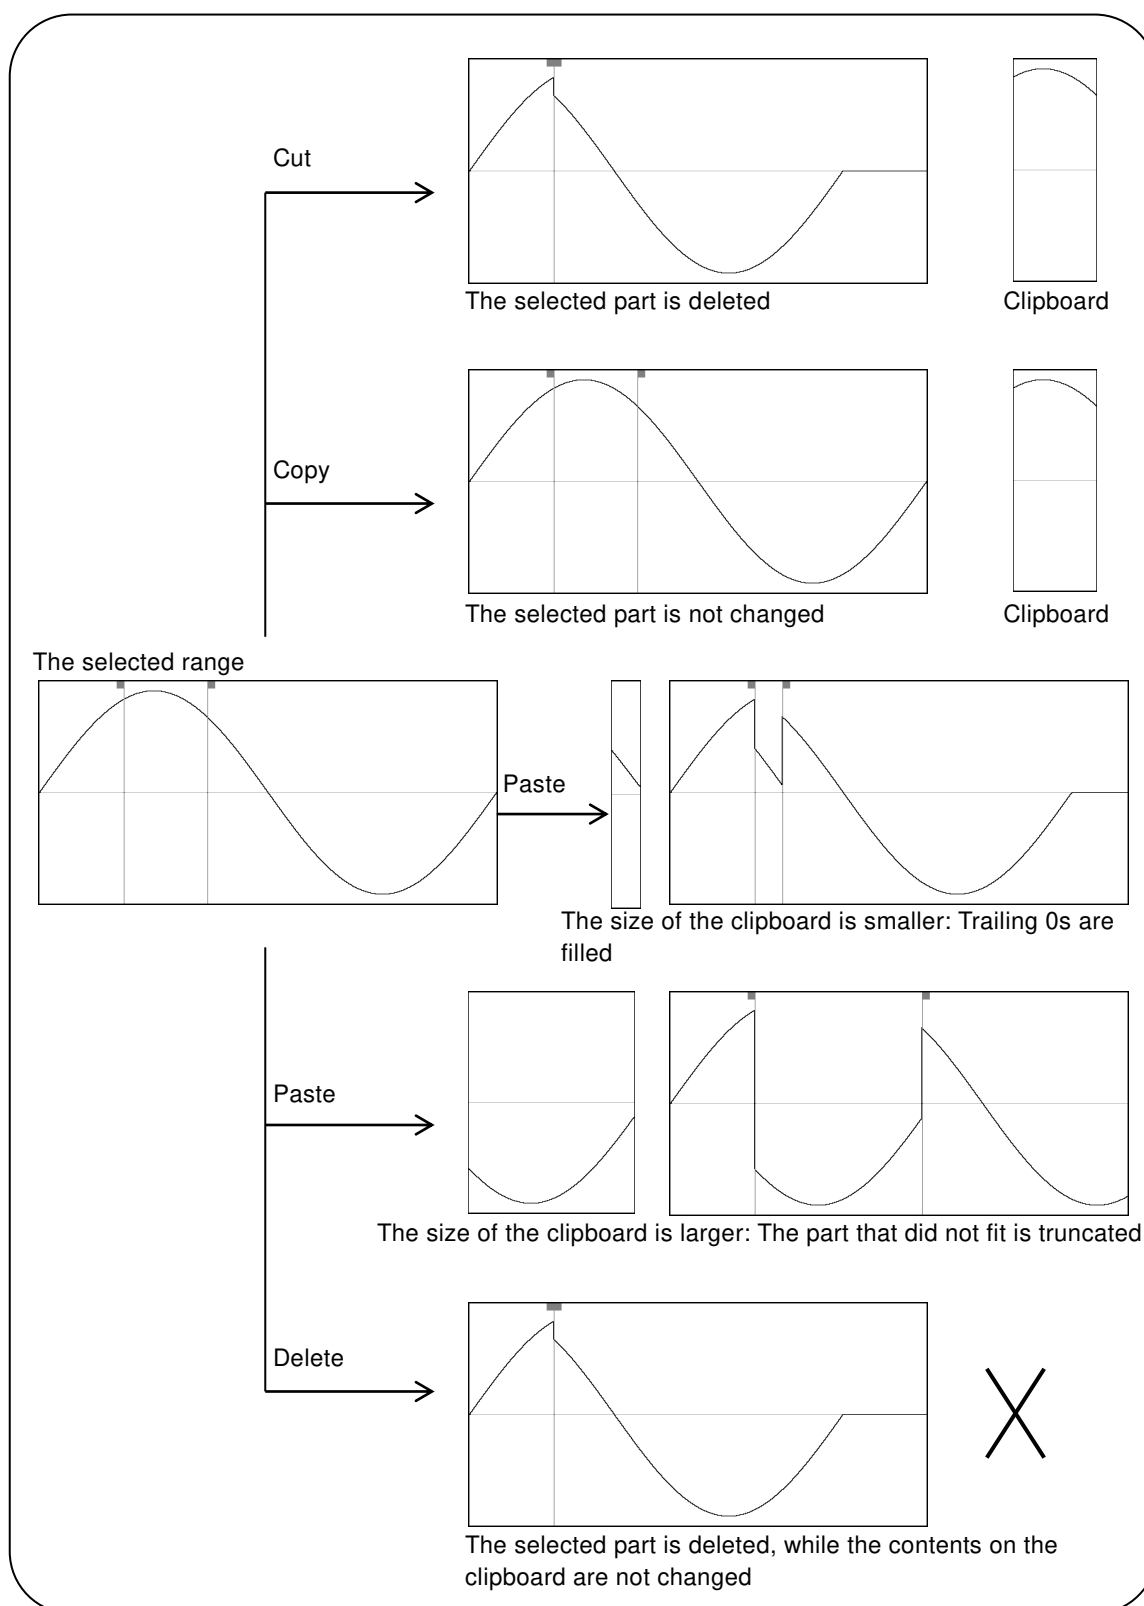 Cut
The selected part is deleted
Clipboard
Copy
The selected part is not changed
Clipboard
The selected range
Paste
The size of the clipboard is smaller: Trailing 0s are
filled
Paste
The size of the clipboard is larger: The part that did not fit is truncated
Delete
The selected part is deleted, while the contents on the
clipboard are not changed